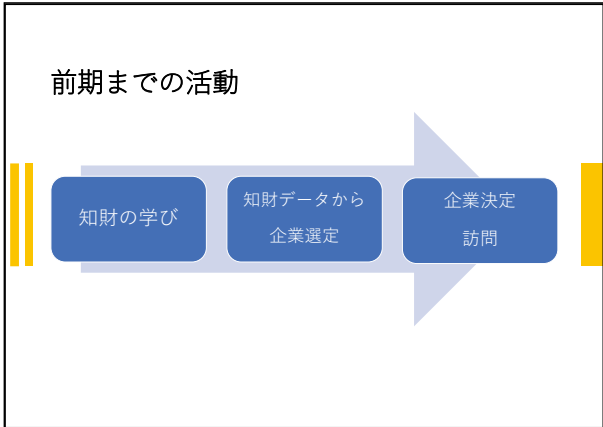 前期までの活動
知財の学び
知財データから
企業選定
企業決定
訪問